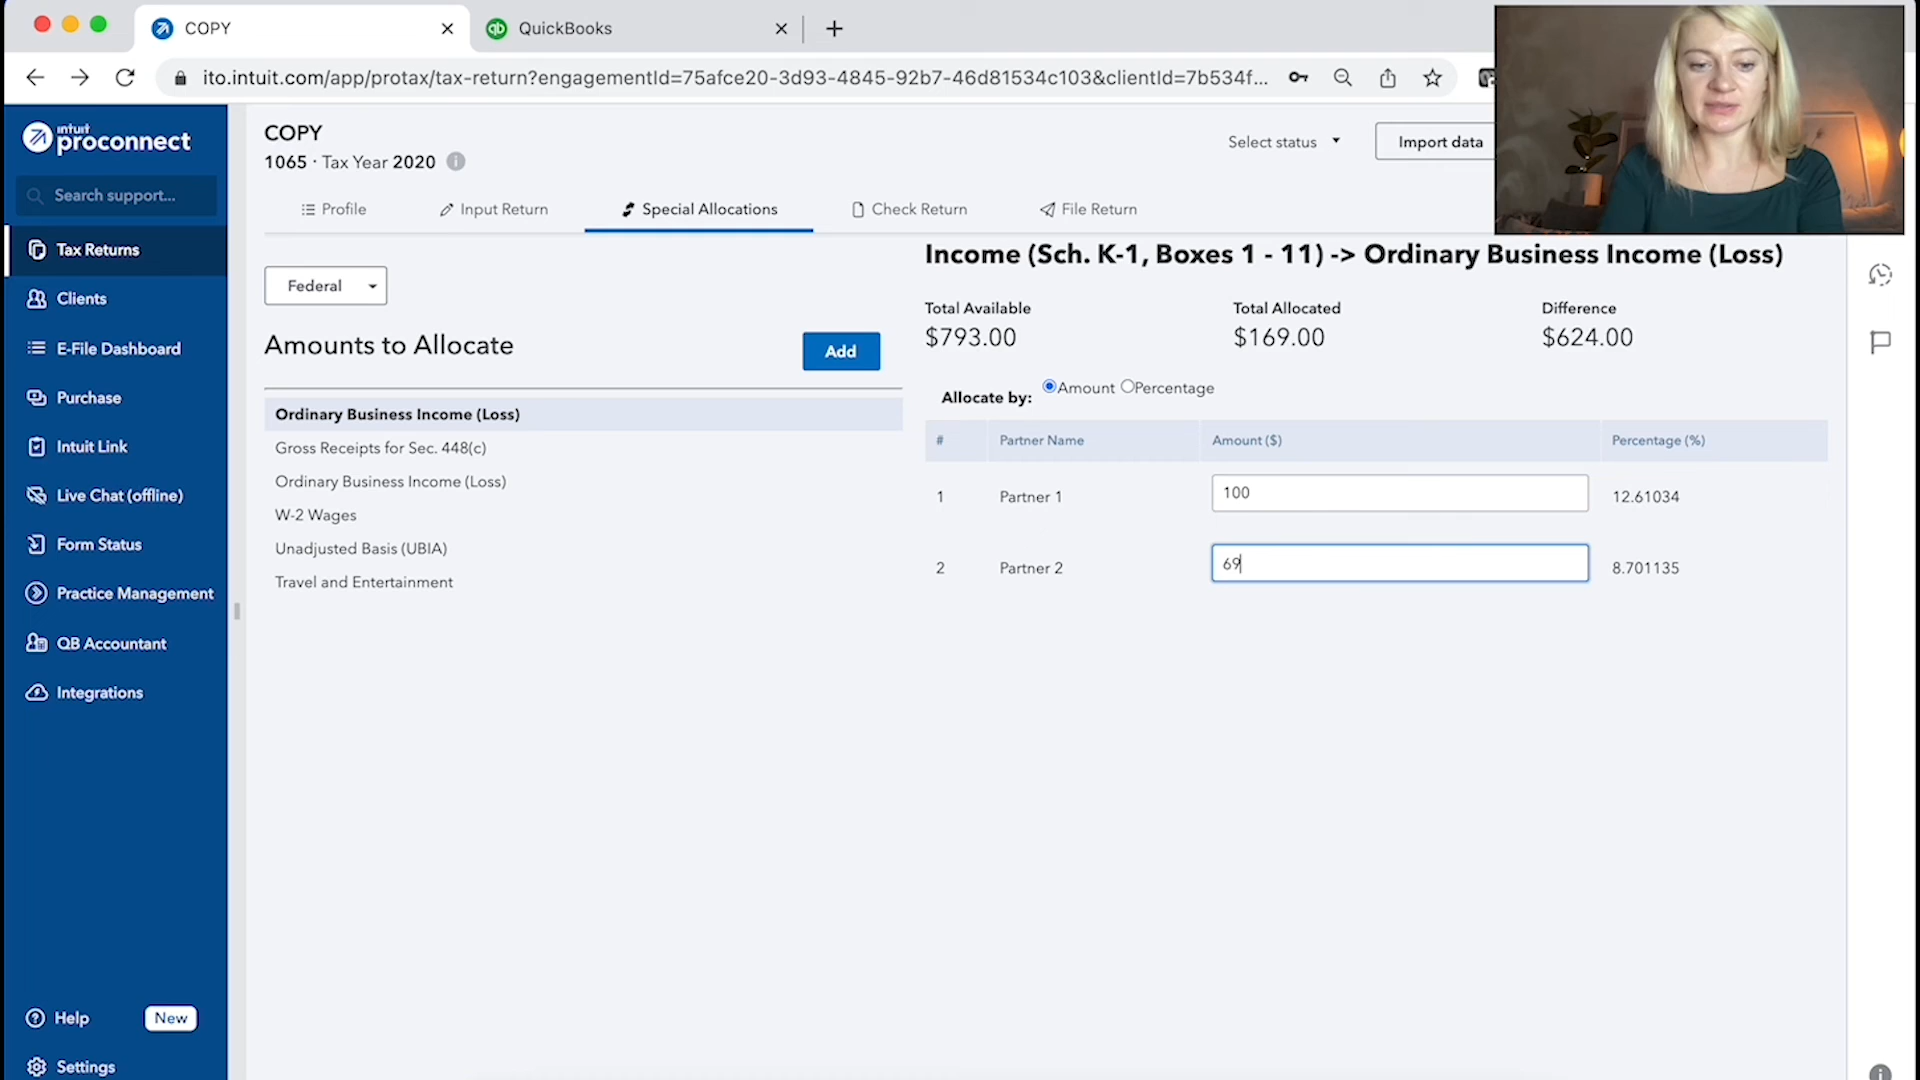 COPY
QuickBooks
ito.intuit.com/app/protax/tax-return?engagementId=75afce20-3d93-4845-92b7-46d81534c103&clientId=7b534f...
intuit
proconnect
Search support...
Tax Returns
Clients
E-File Dashboard
Purchase
Intuit Link
Live Chat (offline)
Form Status
Practice Management
QB Accountant
Integrations
Help
New
Settings
COPY
1065 · Tax Year 2020
Select status
Import data
Profile
Input Return
Special Allocations
Check Return
File Return
Federal
Amounts to Allocate
Add
Ordinary Business Income (Loss)
Gross Receipts for Sec. 448(c)
Ordinary Business Income (Loss)
W-2 Wages
Unadjusted Basis (UBIA)
Travel and Entertainment
Income (Sch. K-1, Boxes 1 - 11) -> Ordinary Business Income (Loss)
Total Available Total Allocated Difference
$793.00 $169.00 $624.00
Allocate by: Amount Percentage
# Partner Name Amount ($) Percentage (%)
1 Partner 1 100 12.61034
2 Partner 2 69 8.701135